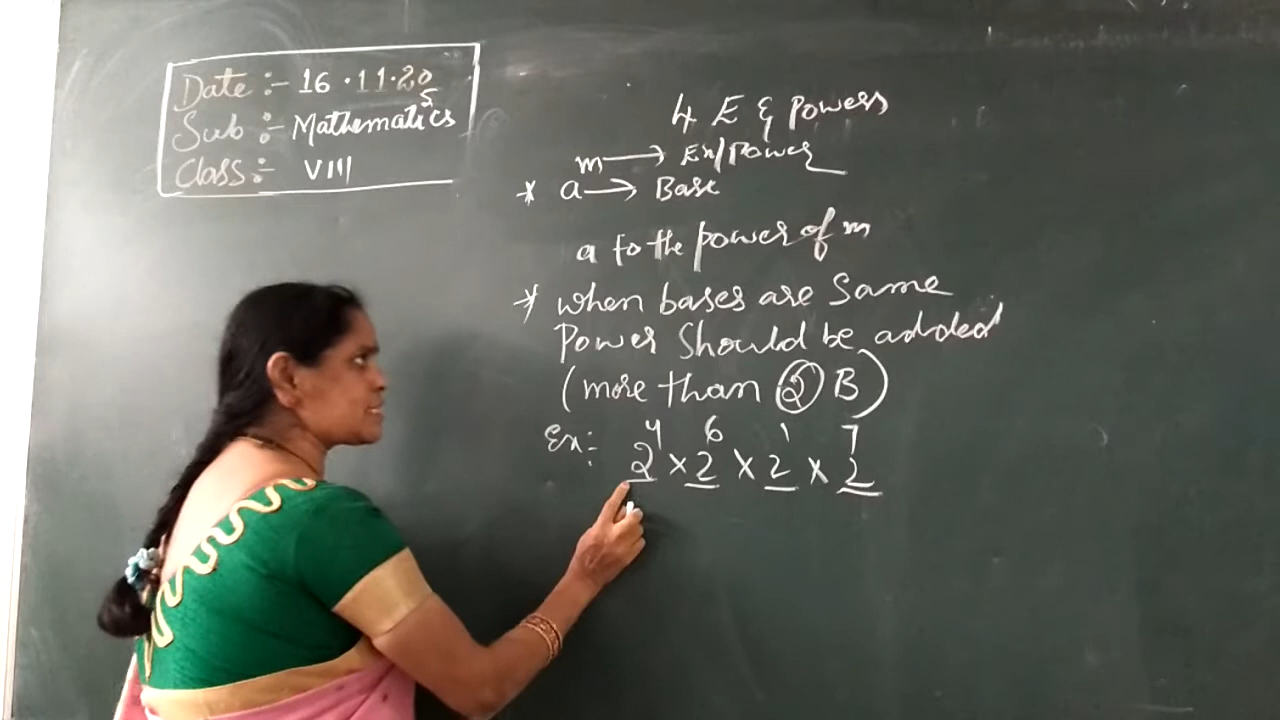 Date :- 16.11.20
5
Sub :- Mathematics
Class:- VIII
4 E & Powers
m → Ex/Power
* a → Base
a to the power of m
* when bases are Same
Power Should be added
(more than 2 B)
Ex:- 2⁴ × 2⁶ × 2¹ × 2⁷